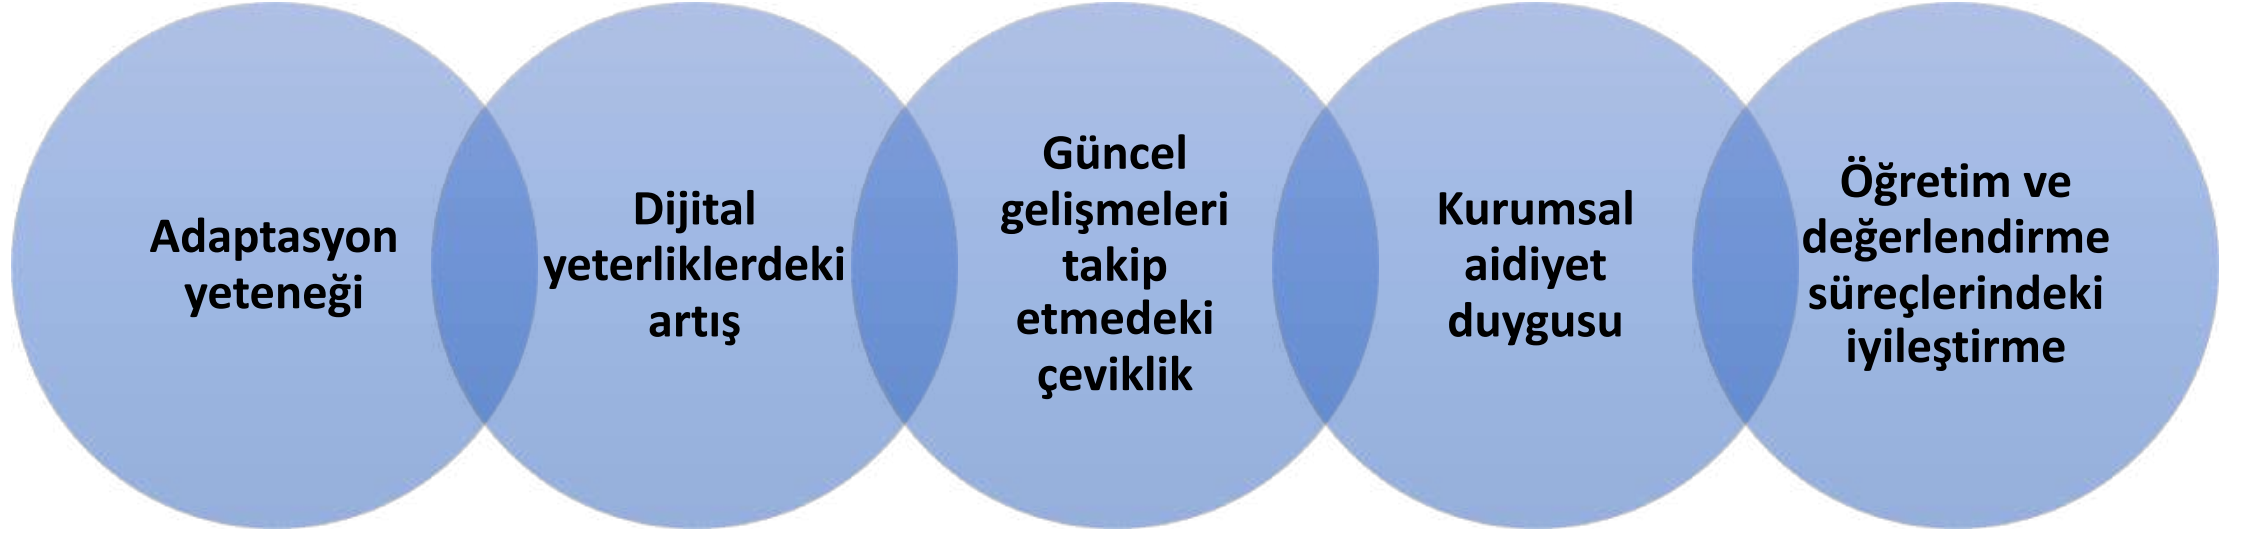 Adaptasyon
yeteneği
Dijital
yeterliklerdeki
artış
Güncel
gelişmeleri
takip
etmedeki
çeviklik
Kurumsal
aidiyet
duygusu
Öğretim ve
değerlendirme
süreçlerindeki
iyileştirme